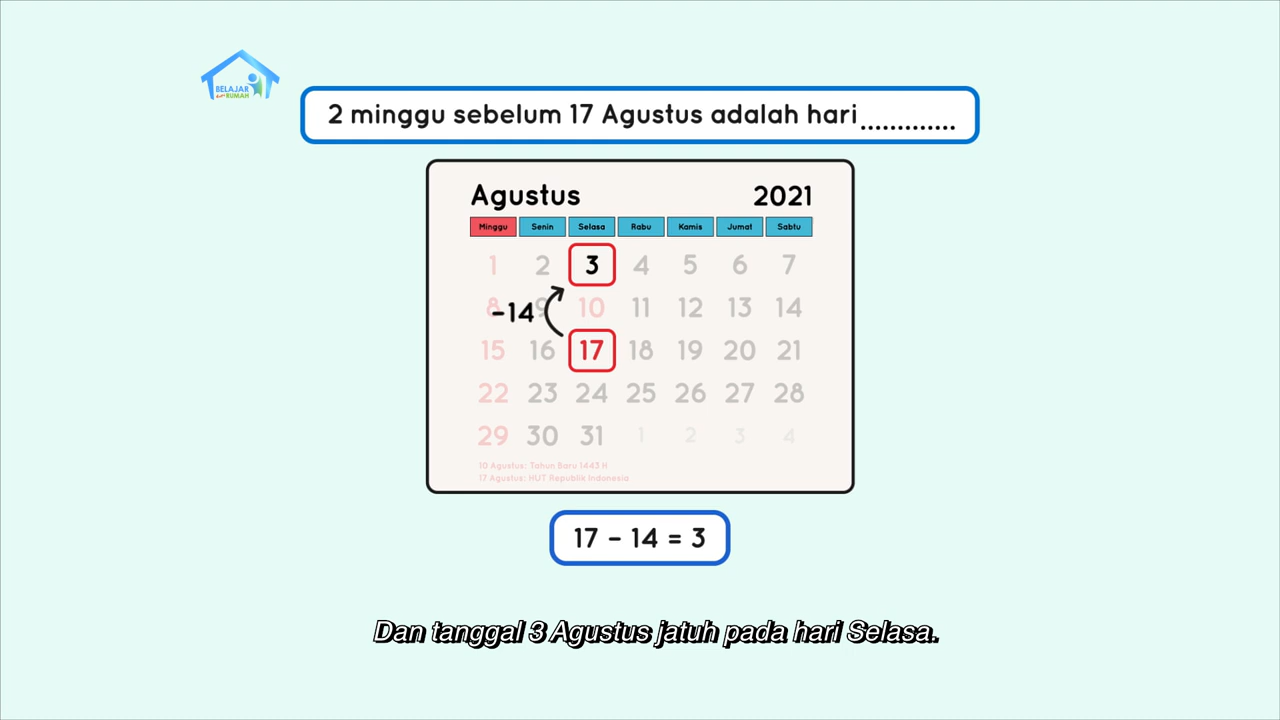 BELAJAR
dari RUMAH
2 minggu sebelum 17 Agustus adalah hari.............
Agustus 2021
Minggu Senin Selasa Rabu Kamis Jumat Sabtu
1 2 3 4 5 6 7
8 9 10 11 12 13 14
-14
15 16 17 18 19 20 21
22 23 24 25 26 27 28
29 30 31 1 2 3 4
10 Agustus: Tahun Baru 1443 H
17 Agustus: HUT Republik Indonesia
17 - 14 = 3
Dan tanggal 3 Agustus jatuh pada hari Selasa.